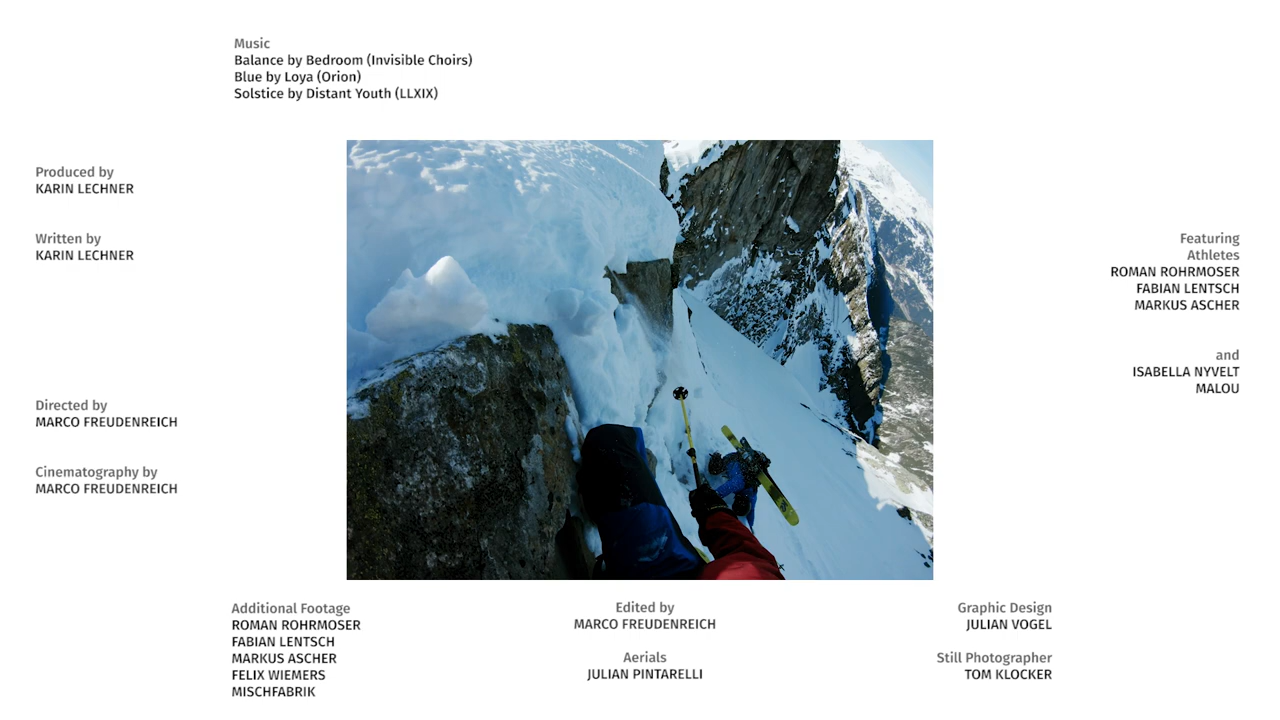 Music
Balance by Bedroom (Invisible Choirs)
Blue by Loya (Orion)
Solstice by Distant Youth (LLXIX)
Produced by
KARIN LECHNER
Written by
KARIN LECHNER
Directed by
MARCO FREUDENREICH
Cinematography by
MARCO FREUDENREICH
Featuring
Athletes
ROMAN ROHRMOSER
FABIAN LENTSCH
MARKUS ASCHER
and
ISABELLA NYVELT
MALOU
Additional Footage
ROMAN ROHRMOSER
FABIAN LENTSCH
MARKUS ASCHER
FELIX WIEMERS
MISCHFABRIK
Edited by
MARCO FREUDENREICH
Aerials
JULIAN PINTARELLI
Graphic Design
JULIAN VOGEL
Still Photographer
TOM KLOCKER